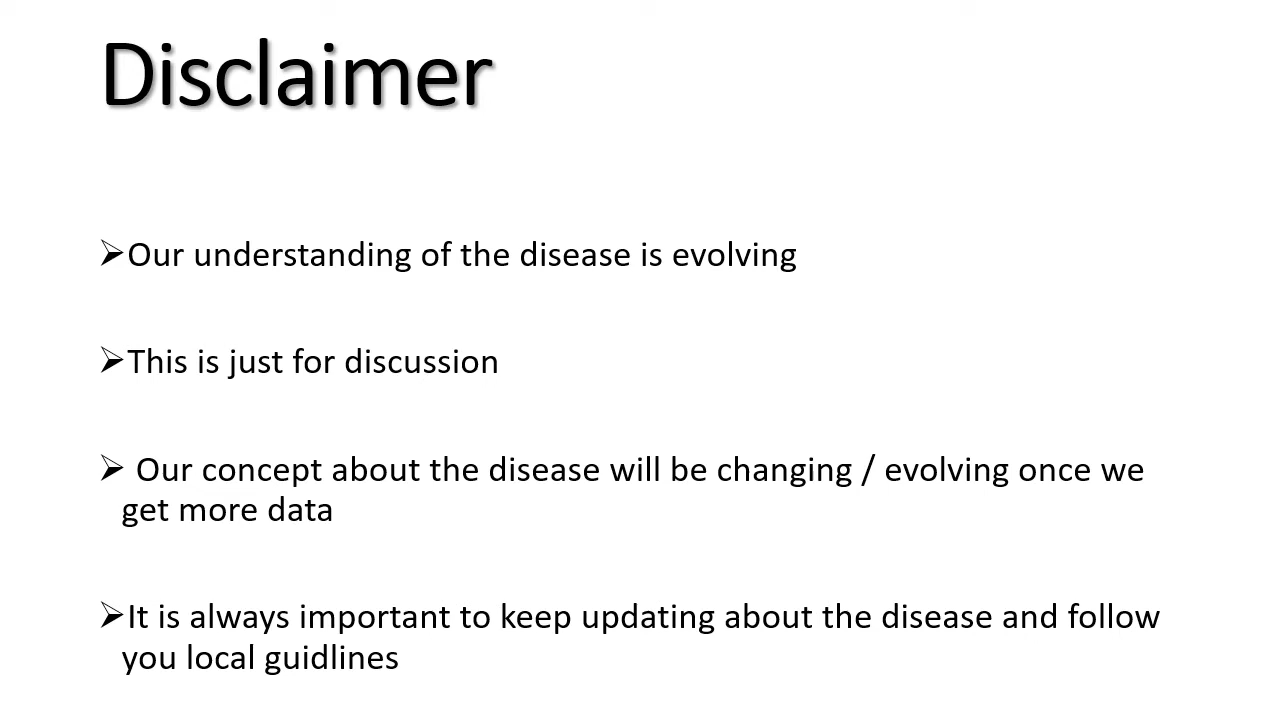 Disclaimer
➢Our understanding of the disease is evolving
➢This is just for discussion
➢ Our concept about the disease will be changing / evolving once we
get more data
➢It is always important to keep updating about the disease and follow
you local guidlines